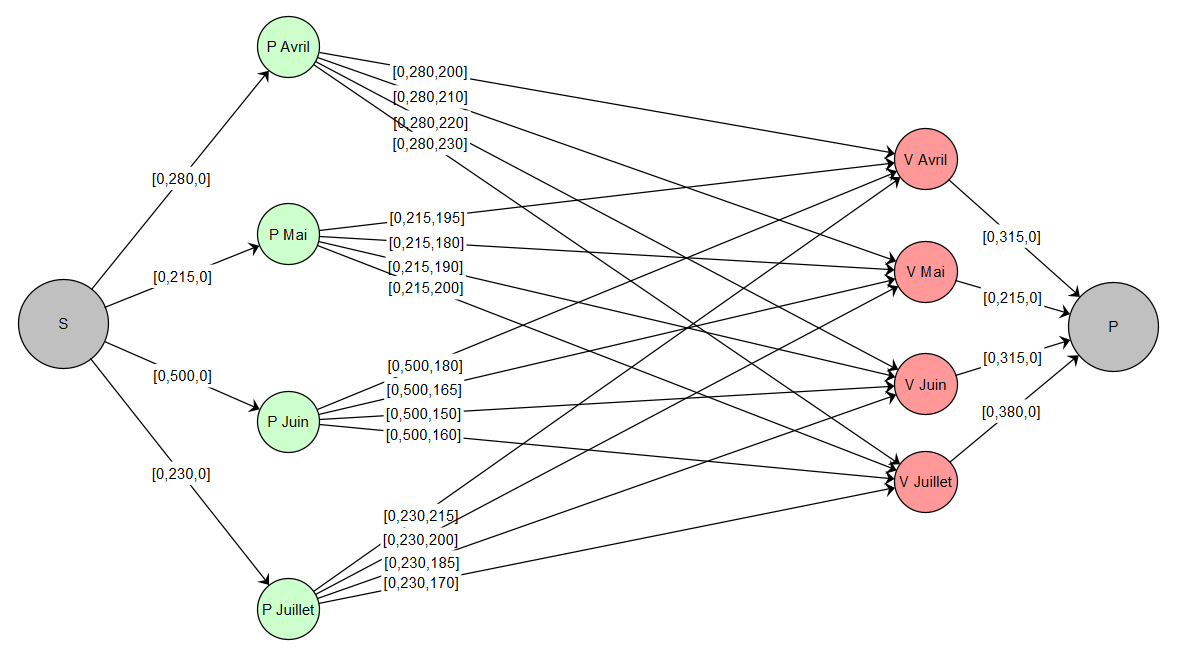 P Avril
[0,280,200]
[0,280,210]
[0,280,220]
[0,280,230]
V Avril
[0,280,0]
P Mai
[0,215,195]
[0,215,180]
[0,215,190]
[0,215,200]
[0,315,0]
V Mai
[0,215,0]
[0,215,0]
S
P
[0,500,0]
[0,500,180]
[0,500,165]
[0,500,150]
[0,500,160]
[0,315,0]
V Juin
[0,380,0]
P Juin
[0,230,0]
V Juillet
[0,230,215]
[0,230,200]
[0,230,185]
[0,230,170]
P Juillet